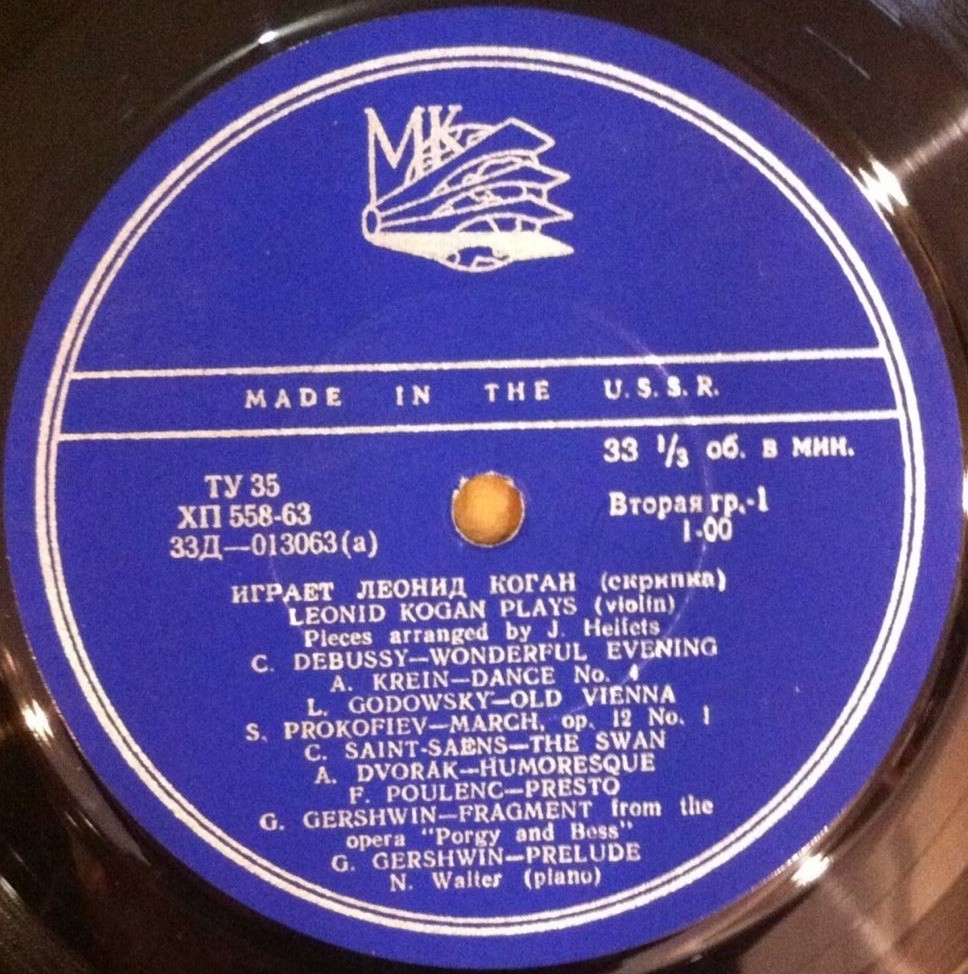 МК
MADE IN THE U.S.S.R.
33 1/3 об. в мин.
ТУ 35
ХП 558-63
33Д—013063(а)
Вторая гр.-1
1-00
ИГРАЕТ ЛЕОНИД КОГАН (скрипка)
LEONID KOGAN PLAYS (violin)
Pieces arranged by J. Heifets
C. DEBUSSY—WONDERFUL EVENING
A. KREIN—DANCE No. 4
L. GODOWSKY—OLD VIENNA
S. PROKOFIEV—MARCH, op. 12 No. 1
C. SAINT-SAENS—THE SWAN
A. DVORAK—HUMORESQUE
F. POULENC—PRESTO
G. GERSHWIN—FRAGMENT from the
opera "Porgy and Bess"
G. GERSHWIN—PRELUDE
N. Walter (piano)